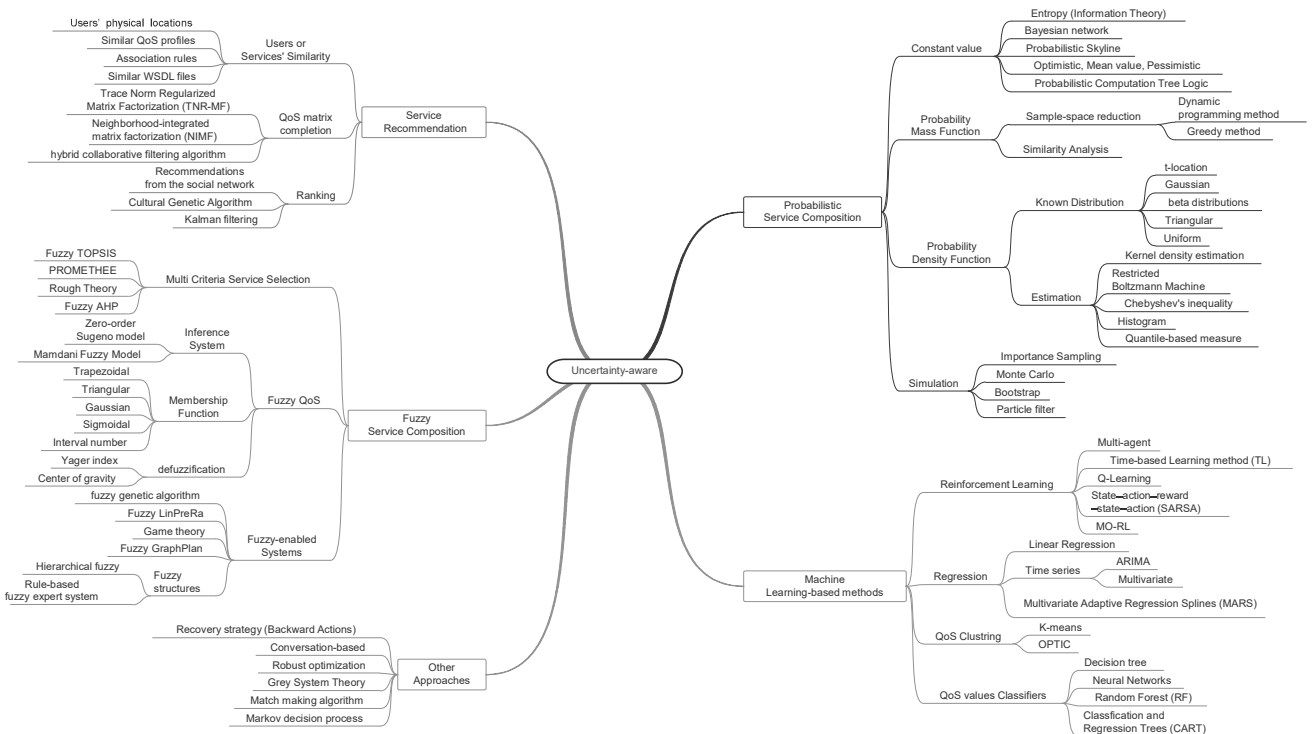 Uncertainty-aware
Service
Recommendation
Users or
Services' Similarity
Users' physical locations
Similar QoS profiles
Association rules
Similar WSDL files
QoS matrix
completion
Trace Norm Regularized
Matrix Factorization (TNR-MF)
Neighborhood-integrated
matrix factorization (NIMF)
hybrid collaborative filtering algorithm
Ranking
Recommendations
from the social network
Cultural Genetic Algorithm
Kalman filtering
Fuzzy
Service Composition
Multi Criteria Service Selection
Fuzzy TOPSIS
PROMETHEE
Rough Theory
Fuzzy AHP
Fuzzy QoS
Inference
System
Zero-order
Sugeno model
Mamdani Fuzzy Model
Membership
Function
Trapezoidal
Triangular
Gaussian
Sigmoidal
Interval number
defuzzification
Yager index
Center of gravity
Fuzzy-enabled
Systems
fuzzy genetic algorithm
Fuzzy LinPreRa
Game theory
Fuzzy GraphPlan
Fuzzy
structures
Hierarchical fuzzy
Rule-based
fuzzy expert system
Other
Approaches
Recovery strategy (Backward Actions)
Conversation-based
Robust optimization
Grey System Theory
Match making algorithm
Markov decision process
Probabilistic
Service Composition
Constant value
Entropy (Information Theory)
Bayesian network
Probabilistic Skyline
Optimistic, Mean value, Pessimistic
Probabilistic Computation Tree Logic
Probability
Mass Function
Sample-space reduction
Dynamic
programming method
Greedy method
Similarity Analysis
Probability
Density Function
Known Distribution
t-location
Gaussian
beta distributions
Triangular
Uniform
Estimation
Kernel density estimation
Restricted
Boltzmann Machine
Chebyshev's inequality
Histogram
Quantile-based measure
Simulation
Importance Sampling
Monte Carlo
Bootstrap
Particle filter
Machine
Learning-based methods
Reinforcement Learning
Multi-agent
Time-based Learning method (TL)
Q-Learning
State–action–reward
–state–action (SARSA)
MO-RL
Regression
Linear Regression
Time series
ARIMA
Multivariate
Multivariate Adaptive Regression Splines (MARS)
QoS Clustring
K-means
OPTIC
QoS values Classifiers
Decision tree
Neural Networks
Random Forest (RF)
Classfication and
Regression Trees (CART)